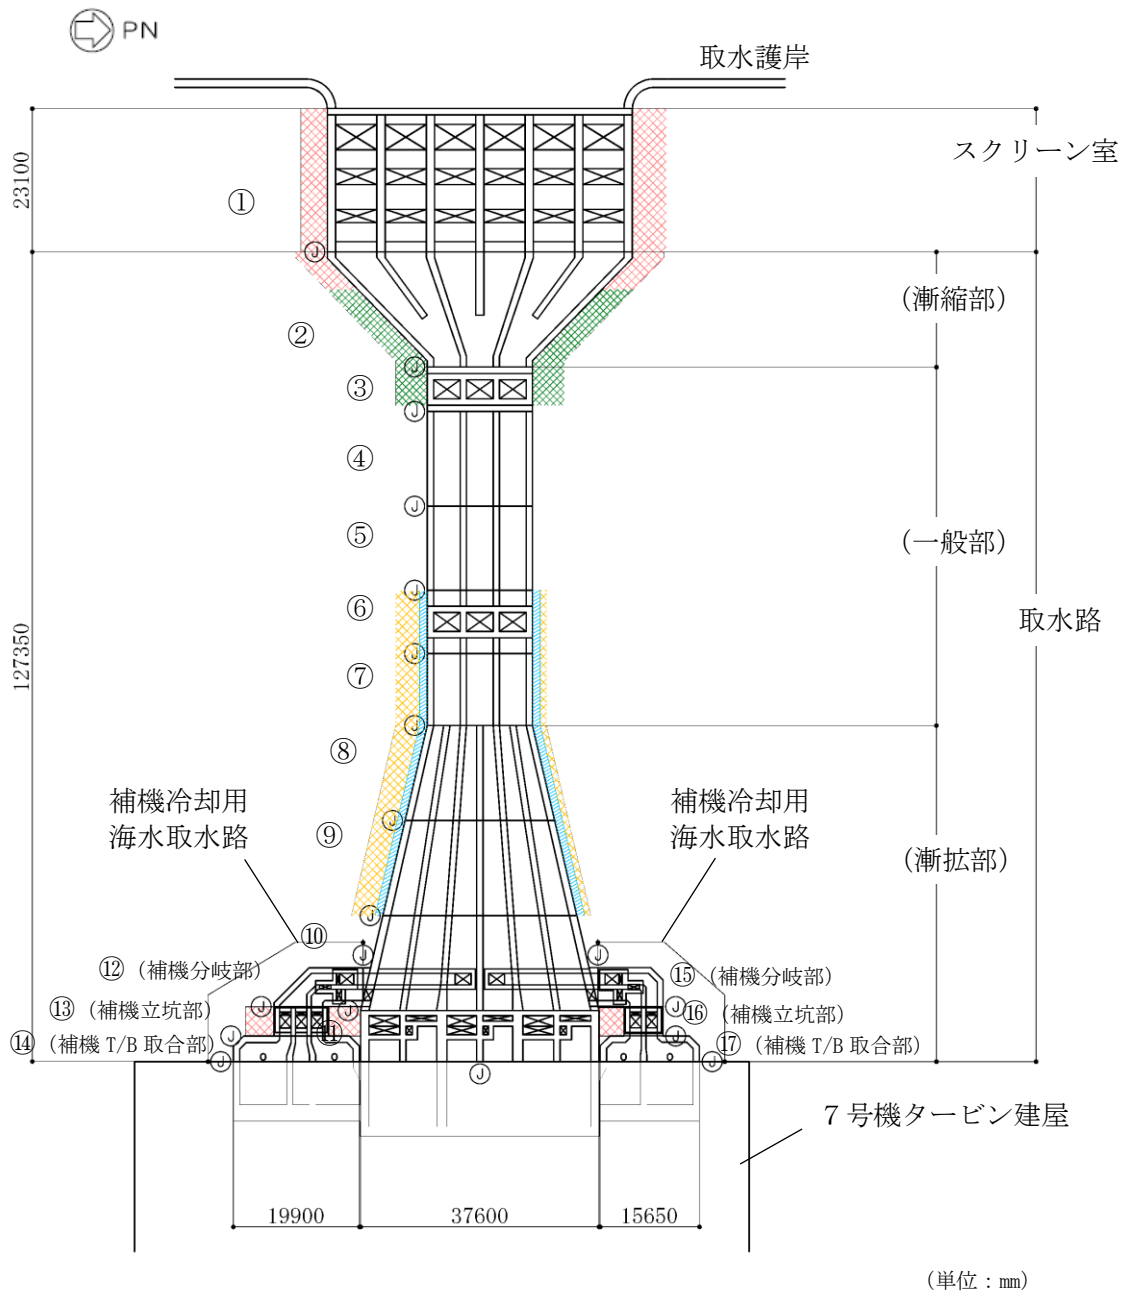 PN
取水護岸
スクリーン室
23100
①
J
(漸縮部)
②
J
③
J
④
J
⑤
(一般部)
J
⑥
取水路
127350
J
⑦
J
⑧
補機冷却用
海水取水路
補機冷却用
海水取水路
J
⑨
(漸拡部)
J
⑩
J
J
⑫ (補機分岐部)
⑮ (補機分岐部)
⑬ (補機立坑部)
J
J
J
⑯ (補機立坑部)
⑭ (補機 T/B 取合部)
J
⑪
J
⑰ (補機 T/B 取合部)
J
J
J
7 号機タービン建屋
19900
37600
15650
(単位:mm)